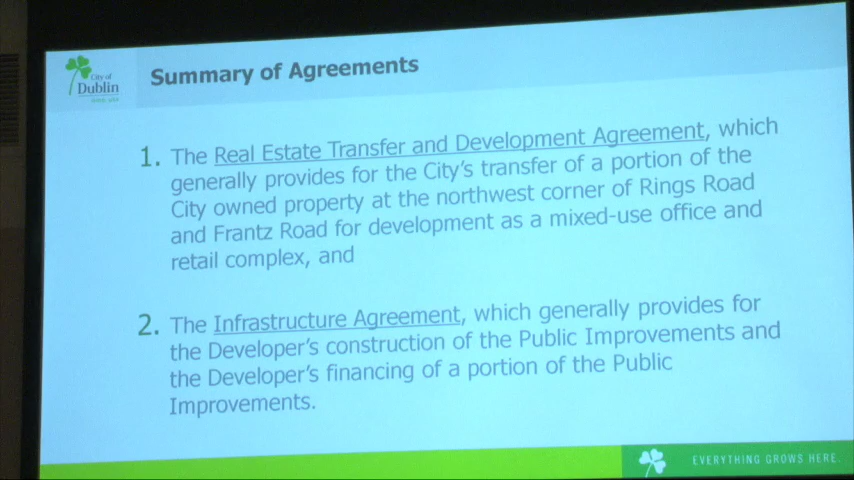 City of
Dublin
Summary of Agreements
1. The Real Estate Transfer and Development Agreement, which
generally provides for the City's transfer of a portion of the
City owned property at the northwest corner of Rings Road
and Frantz Road for development as a mixed-use office and
retail complex, and
2. The Infrastructure Agreement, which generally provides for
the Developer's construction of the Public Improvements and
the Developer's financing of a portion of the Public
Improvements.
EVERYTHING GROWS HERE.